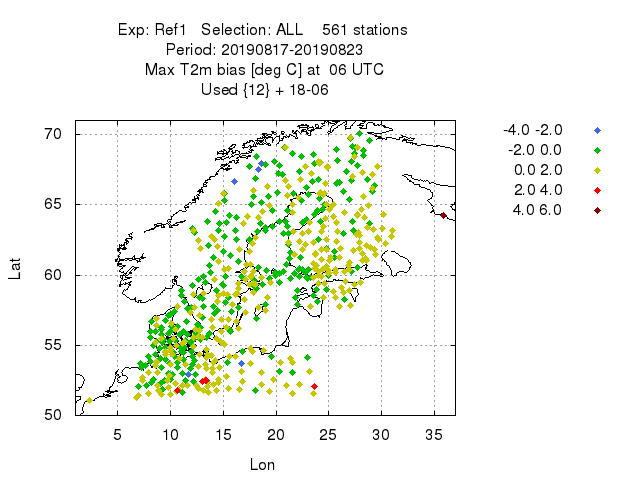 Exp: Ref1 Selection: ALL 561 stations
Period: 20190817-20190823
Max T2m bias [deg C] at 06 UTC
Used {12} + 18-06
-4.0 -2.0
-2.0 0.0
0.0 2.0
2.0 4.0
4.0 6.0
70
65
60
55
50
Lat
5 10 15 20 25 30 35
Lon